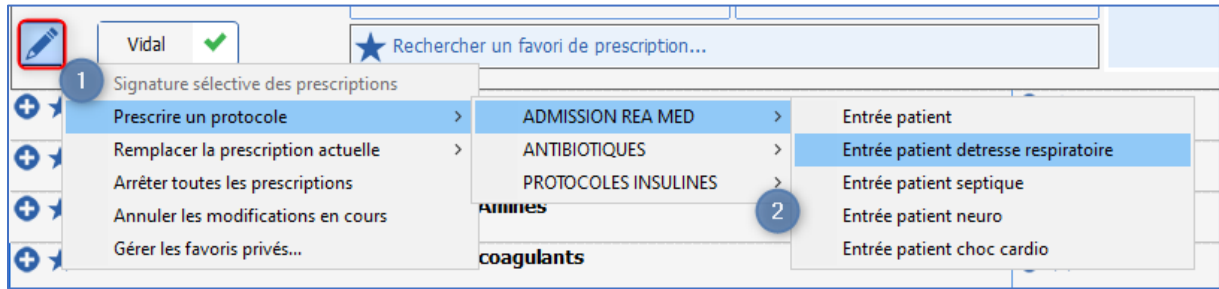 Vidal
Rechercher un favori de prescription...
1
Signature sélective des prescriptions
Prescrire un protocole
Remplacer la prescription actuelle
Arrêter toutes les prescriptions
Annuler les modifications en cours
Gérer les favoris privés...
ADMISSION REA MED
ANTIBIOTIQUES
PROTOCOLES INSULINES
2
Entrée patient
Entrée patient detresse respiratoire
Entrée patient septique
Entrée patient neuro
Entrée patient choc cardio
Amines
coagulants